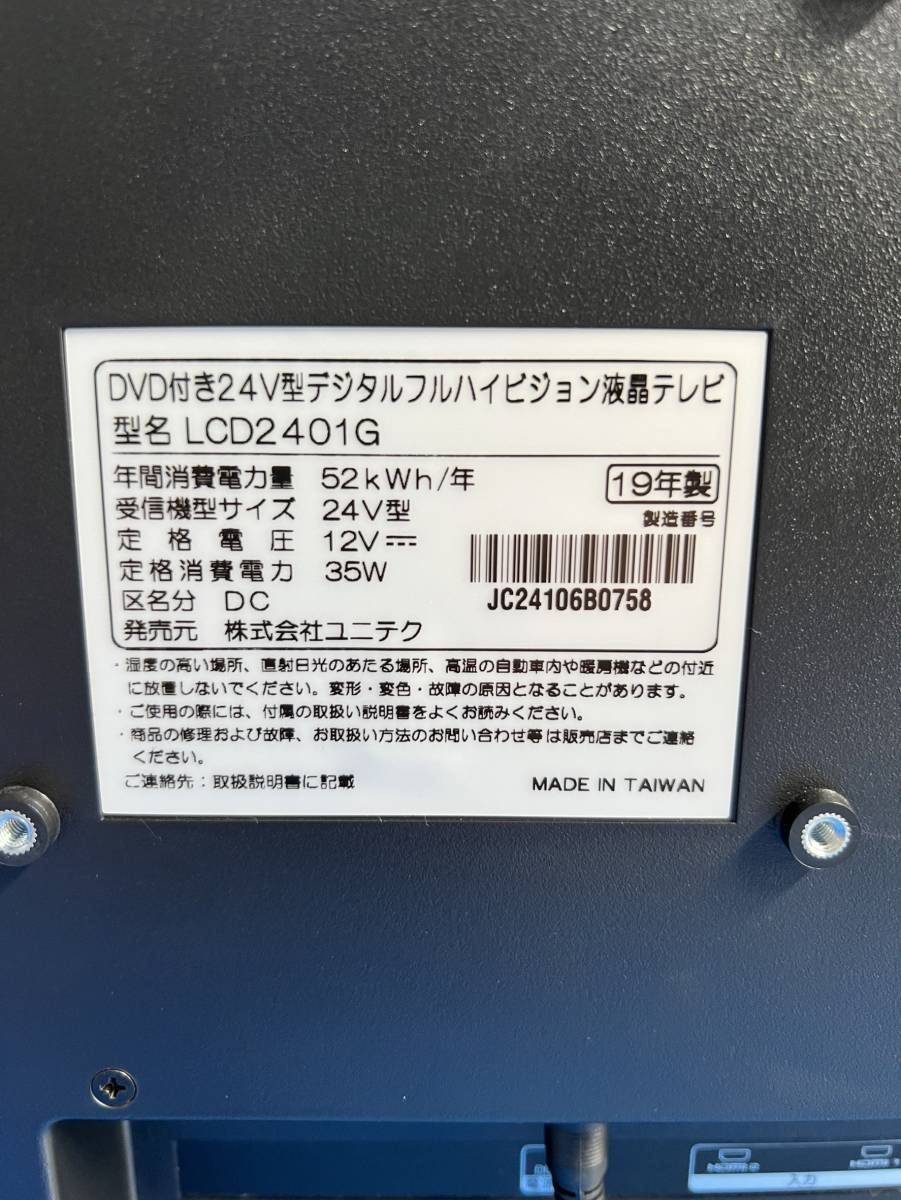 DVD付き24V型デジタルフルハイビジョン液晶テレビ
型名 LCD2401G
年間消費電力量 52kWh/年
19年製
受信機型サイズ 24V型
製造番号
定格電圧 12V⎓
定格消費電力 35W
JC24106B0758
区名分 DC
発売元 株式会社ユニテク
・湿度の高い場所、直射日光のあたる場所、高温の自動車内や暖房機などの付近
に放置しないでください。変形・変色・故障の原因となることがあります。
・ご使用の際には、付属の取扱い説明書をよくお読みください。
・商品の修理および故障、お取扱い方法のお問い合わせ等は販売店までご連絡
ください。
ご連絡先：取扱説明書に記載
MADE IN TAIWAN
入力